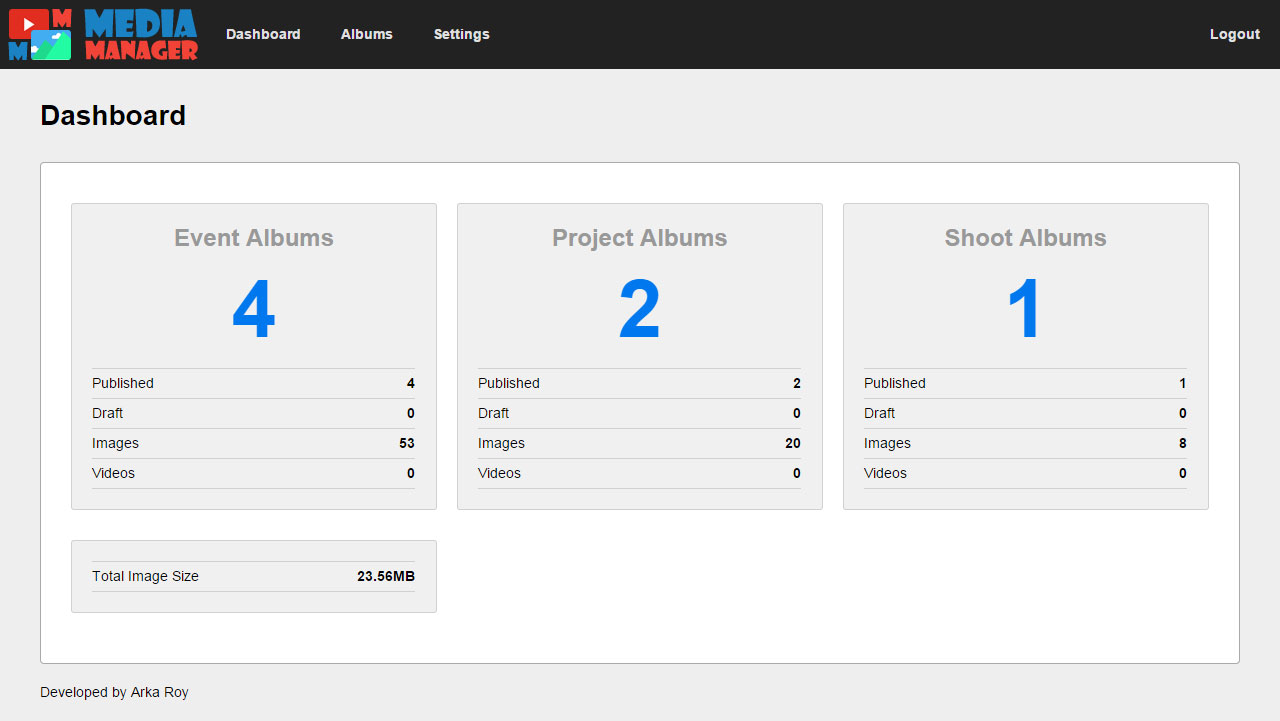 M MEDIA
M MANAGER
Dashboard Albums Settings Logout
Dashboard
Event Albums
4
Published 4
Draft 0
Images 53
Videos 0
Project Albums
2
Published 2
Draft 0
Images 20
Videos 0
Shoot Albums
1
Published 1
Draft 0
Images 8
Videos 0
Total Image Size 23.56MB
Developed by Arka Roy